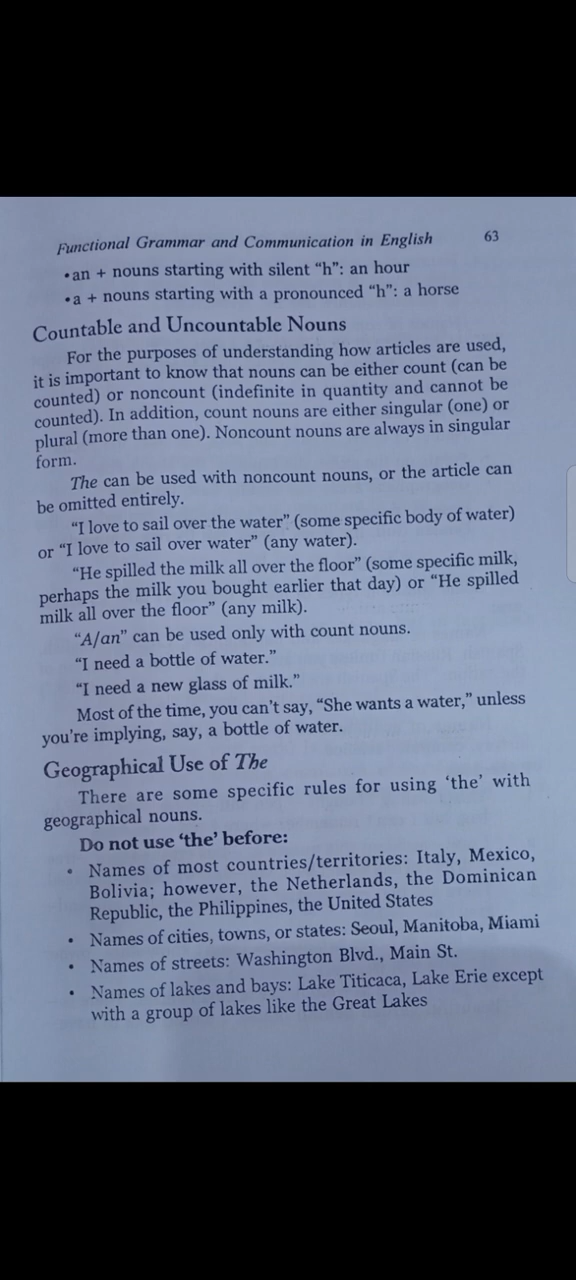 Functional Grammar and Communication in English 63
•an + nouns starting with silent “h”: an hour
•a + nouns starting with a pronounced “h”: a horse
Countable and Uncountable Nouns
For the purposes of understanding how articles are used,
it is important to know that nouns can be either count (can be
counted) or noncount (indefinite in quantity and cannot be
counted). In addition, count nouns are either singular (one) or
plural (more than one). Noncount nouns are always in singular
form.
The can be used with noncount nouns, or the article can
be omitted entirely.
“I love to sail over the water” (some specific body of water)
or “I love to sail over water” (any water).
“He spilled the milk all over the floor” (some specific milk,
perhaps the milk you bought earlier that day) or “He spilled
milk all over the floor” (any milk).
“A/an” can be used only with count nouns.
“I need a bottle of water.”
“I need a new glass of milk.”
Most of the time, you can’t say, “She wants a water,” unless
you’re implying, say, a bottle of water.
Geographical Use of The
There are some specific rules for using ‘the’ with
geographical nouns.
Do not use ‘the’ before:
• Names of most countries/territories: Italy, Mexico,
Bolivia; however, the Netherlands, the Dominican
Republic, the Philippines, the United States
• Names of cities, towns, or states: Seoul, Manitoba, Miami
• Names of streets: Washington Blvd., Main St.
• Names of lakes and bays: Lake Titicaca, Lake Erie except
with a group of lakes like the Great Lakes